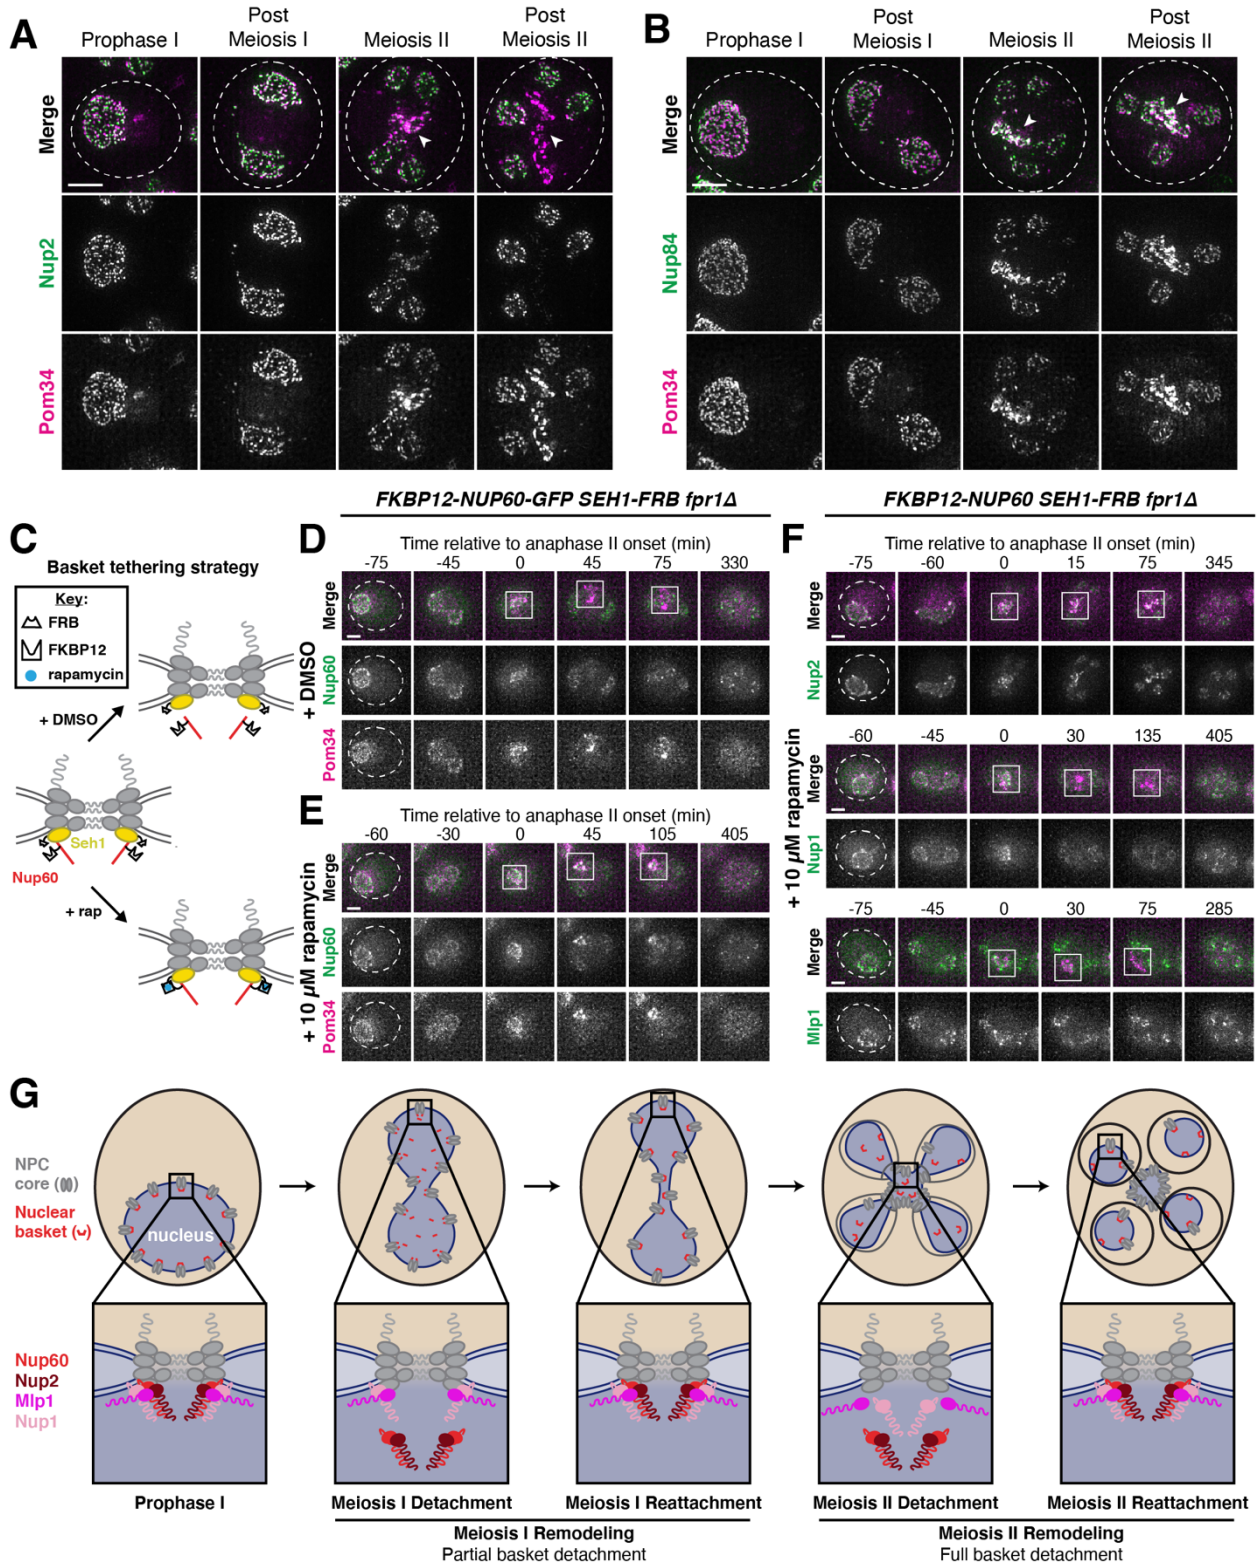 A
Prophase I
Post
Meiosis I
Meiosis II
Post
Meiosis II
Merge
Nup2
Pom34
B
Prophase I
Post
Meiosis I
Meiosis II
Post
Meiosis II
Merge
Nup84
Pom34
C
Basket tethering strategy
Key:
FRB
FKBP12
rapamycin
+ DMSO
Seh1
Nup60
+ rap
FKBP12-NUP60-GFP SEH1-FRB fpr1Δ
D
Time relative to anaphase II onset (min)
-75 -45 0 45 75 330
+ DMSO
Merge
Nup60
Pom34
E
Time relative to anaphase II onset (min)
-60 -30 0 45 105 405
+ 10 µM rapamycin
Merge
Nup60
Pom34
FKBP12-NUP60 SEH1-FRB fpr1Δ
F
Time relative to anaphase II onset (min)
-75 -60 0 15 75 345
+ 10 µM rapamycin
Merge
Nup2
-60 -45 0 30 135 405
Merge
Nup1
-75 -45 0 30 75 285
Merge
Mlp1
G
NPC
core ()
Nuclear
basket ()
nucleus
Nup60
Nup2
Mlp1
Nup1
Prophase I
Meiosis I Detachment
Meiosis I Reattachment
Meiosis II Detachment
Meiosis II Reattachment
Meiosis I Remodeling
Partial basket detachment
Meiosis II Remodeling
Full basket detachment